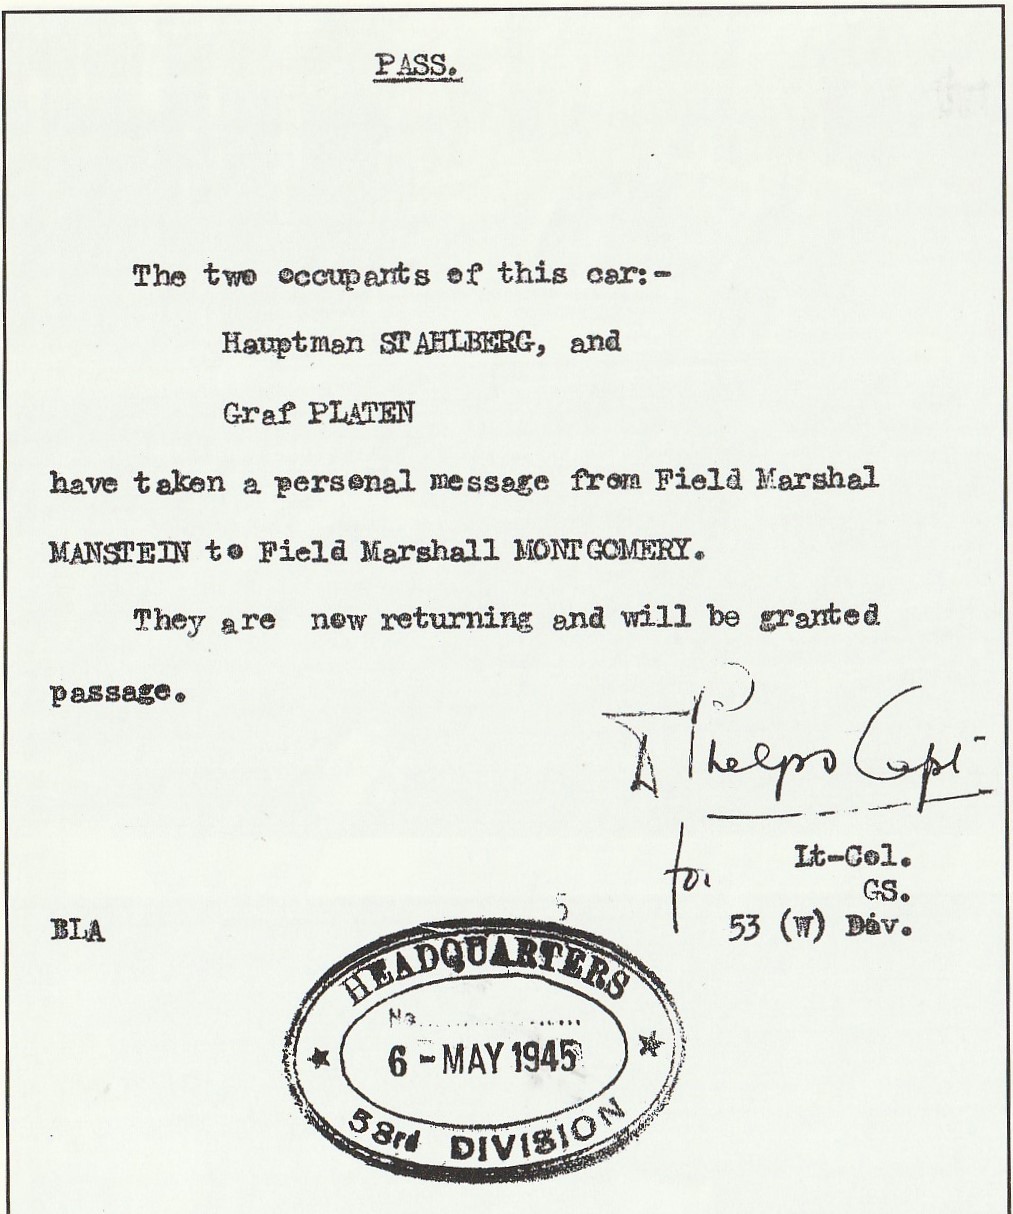 PASS.
The two occupants of this car:-
Hauptman STAHLBERG, and
Graf PLATEN
have taken a personal message from Field Marshal
MANSTEIN to Field Marshall MONTGOMERY.
They are now returning and will be granted
passage.
Phelps Capt
for
Lt-Col.
GS.
53 (W) Div.
BLA
5
HEADQUARTERS
No...............
6 - MAY 1945
53rd DIVISION